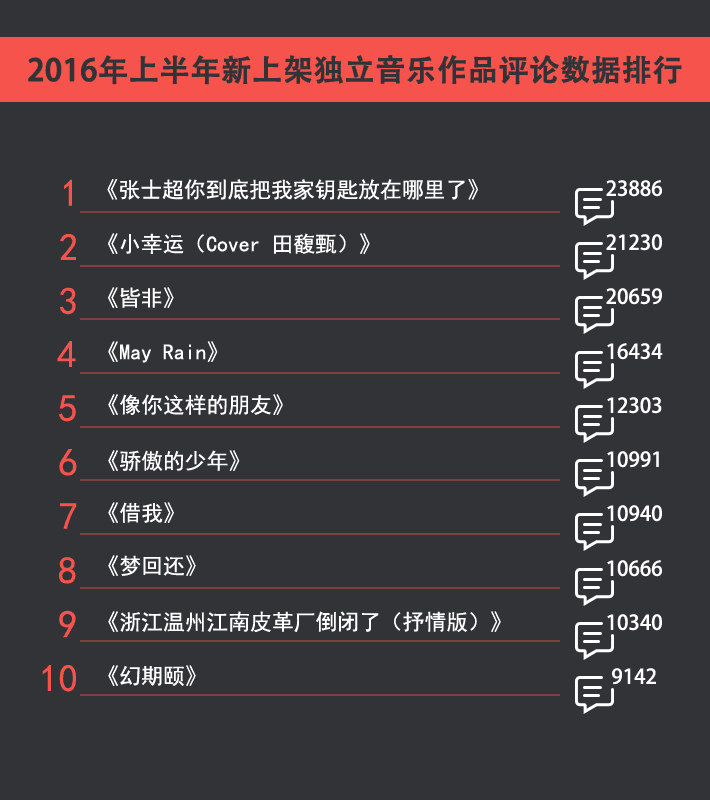 2016年上半年新上架独立音乐作品评论数据排行
1 《张士超你到底把我家钥匙放在哪里了》 23886
2 《小幸运（Cover 田馥甄）》 21230
3 《皆非》 20659
4 《May Rain》 16434
5 《像你这样的朋友》 12303
6 《骄傲的少年》 10991
7 《借我》 10940
8 《梦回还》 10666
9 《浙江温州江南皮革厂倒闭了（抒情版）》 10340
10 《幻期颐》 9142